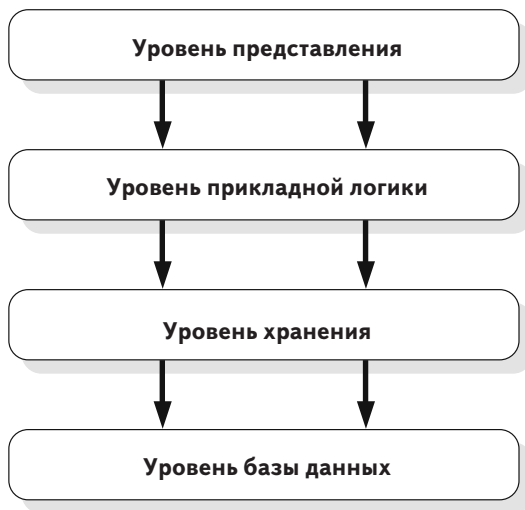 Уровень представления
Уровень прикладной логики
Уровень хранения
Уровень базы данных